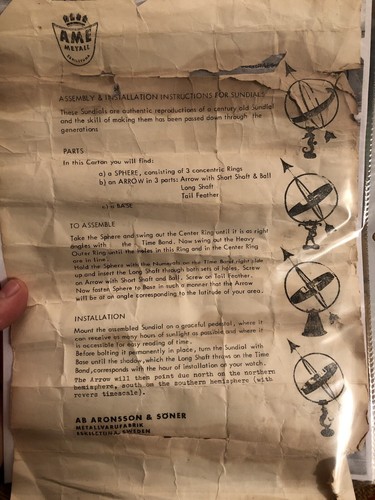 AME
METALL
ASSEMBLY & INSTALLATION INSTRUCTIONS FOR SUNDIALS
These Sundials are authentic reproductions of a century old Sundial
and the skill of making them has been passed down through the
generations
PARTS
In this Carton you will find:
a) a SPHERE, consisting of 3 concentric Rings
b) an ARROW in 3 parts: Arrow with Short Shaft & Ball
Long Shaft
Tail Feather
BASE
TO ASSEMBLE
Take the Sphere and swing out the Center Ring until it is at right
angles with the Time Band. Now swing out the Heavy
Outer Ring until the holes in this Ring and in the Center Ring
are in line.
Hold the Sphere with the Numerals on the Time Band right side
up and insert the Long Shaft through both sets of holes. Screw
on Arrow with Short Shaft and Ball. Screw on Tail Feather.
Now fasten Sphere to Base in such a manner that the Arrow
will be at an angle corresponding to the latitude of your area.
INSTALLATION
Mount the assembled Sundial on a graceful pedestal, where it
can receive as many hours of sunlight as possible and where it
is accessible for easy reading of time.
Before bolting it permanently in place, turn the Sundial with
Base until the shadow, which the Long Shaft throws on the Time
Band, corresponds with the hour of installation on your watch.
The Arrow will then point due north on the northern
hemisphere, south on the southern hemisphere (with
revers timescale).
AB ARONSSON & SÖNER
METALLVARUFABRIK
ESKILSTUNA, SWEDEN